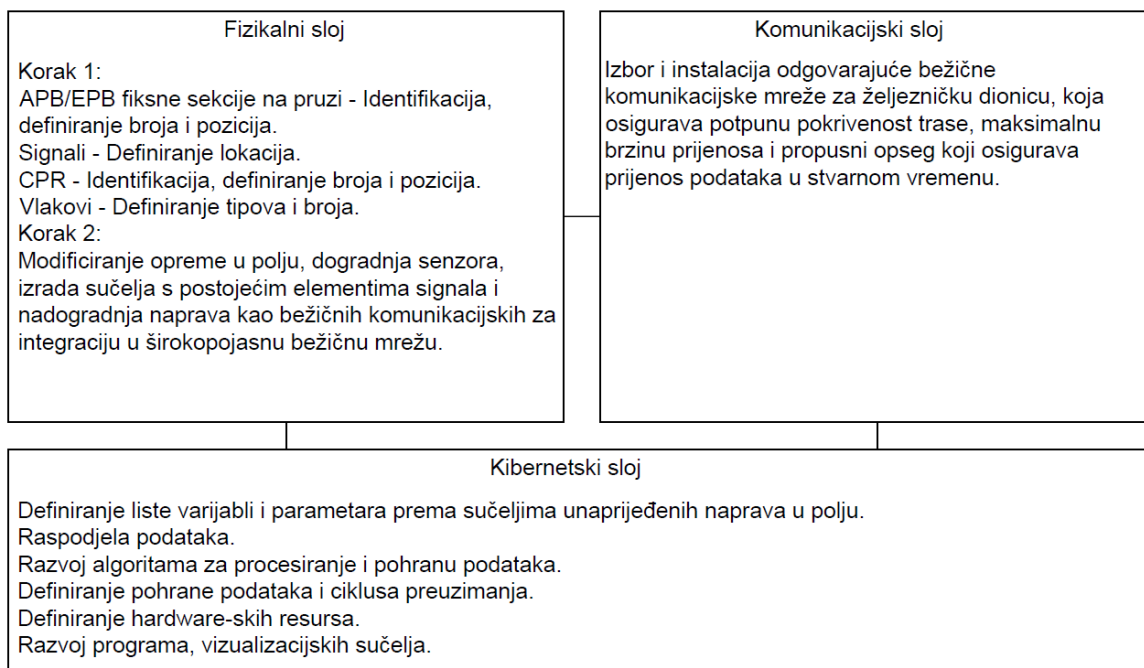 Fizikalni sloj
Korak 1:
APB/EPB fiksne sekcije na pruzi - Identifikacija,
definiranje broja i pozicija.
Signali - Definiranje lokacija.
CPR - Identifikacija, definiranje broja i pozicija.
Vlakovi - Definiranje tipova i broja.
Korak 2:
Modificiranje opreme u polju, dogradnja senzora,
izrada sučelja s postojećim elementima signala i
nadogradnja naprava kao bežičnih komunikacijskih za
integraciju u širokopojasnu bežičnu mrežu.
Komunikacijski sloj
Izbor i instalacija odgovarajuće bežične
komunikacijske mreže za željezničku dionicu, koja
osigurava potpunu pokrivenost trase, maksimalnu
brzinu prijenosa i propusni opseg koji osigurava
prijenos podataka u stvarnom vremenu.
Kibernetski sloj
Definiranje liste varijabli i parametara prema sučeljima unaprijeđenih naprava u polju.
Raspodjela podataka.
Razvoj algoritama za procesiranje i pohranu podataka.
Definiranje pohrane podataka i ciklusa preuzimanja.
Definiranje hardware-skih resursa.
Razvoj programa, vizualizacijskih sučelja.